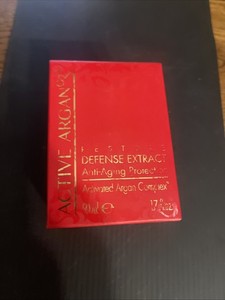 ACTIVE ARGAN
DEFENSE EXTRACT
Anti-Aging Protection
Activated Argan Complex